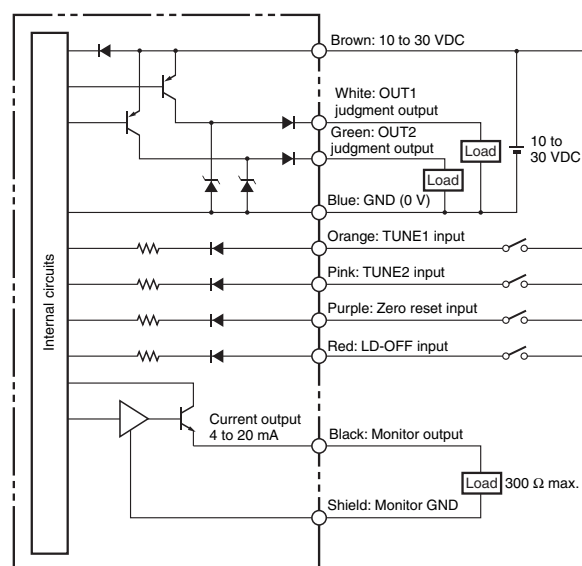 Brown: 10 to 30 VDC
White: OUT1
judgment output
Green: OUT2
judgment output
Load
Load
10 to
30 VDC
Blue: GND (0 V)
Orange: TUNE1 input
Pink: TUNE2 input
Purple: Zero reset input
Red: LD-OFF input
Internal circuits
Current output
4 to 20 mA
Black: Monitor output
Load
300 Ω max.
Shield: Monitor GND